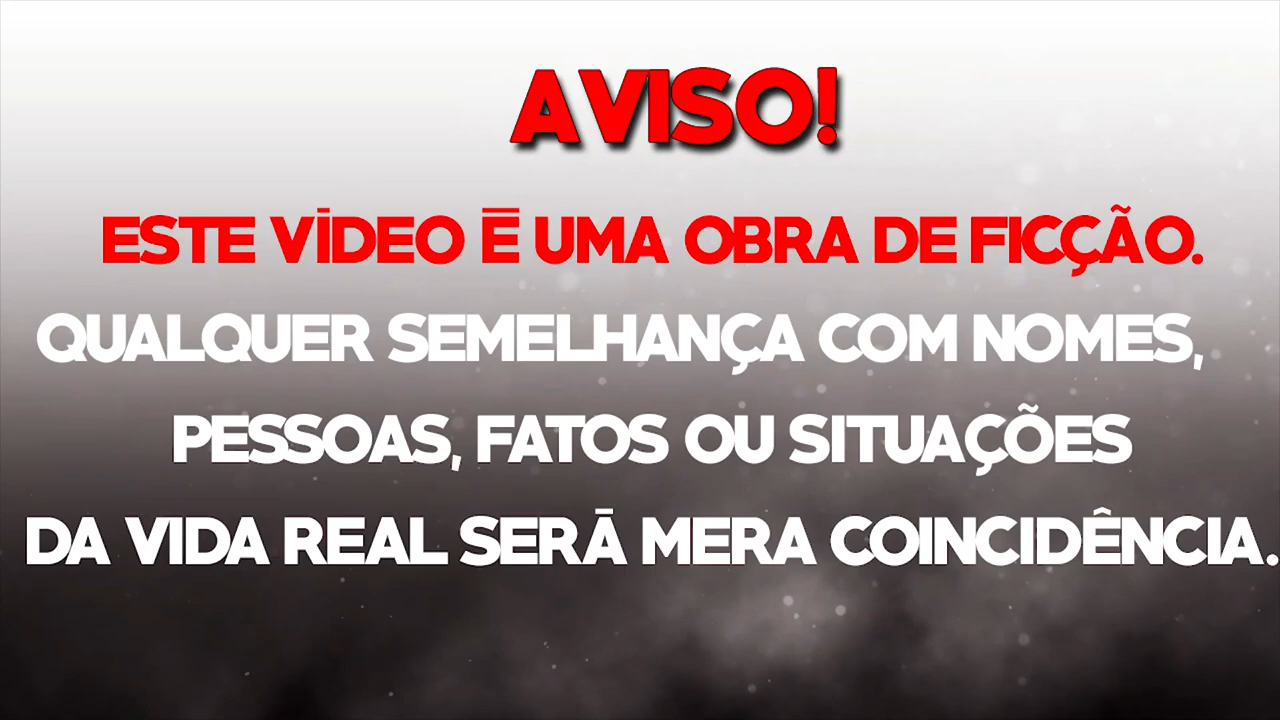 AVISO!
ESTE VÍDEO É UMA OBRA DE FICÇÃO.
QUALQUER SEMELHANÇA COM NOMES,
PESSOAS, FATOS OU SITUAÇÕES
DA VIDA REAL SERÁ MERA COINCIDÊNCIA.